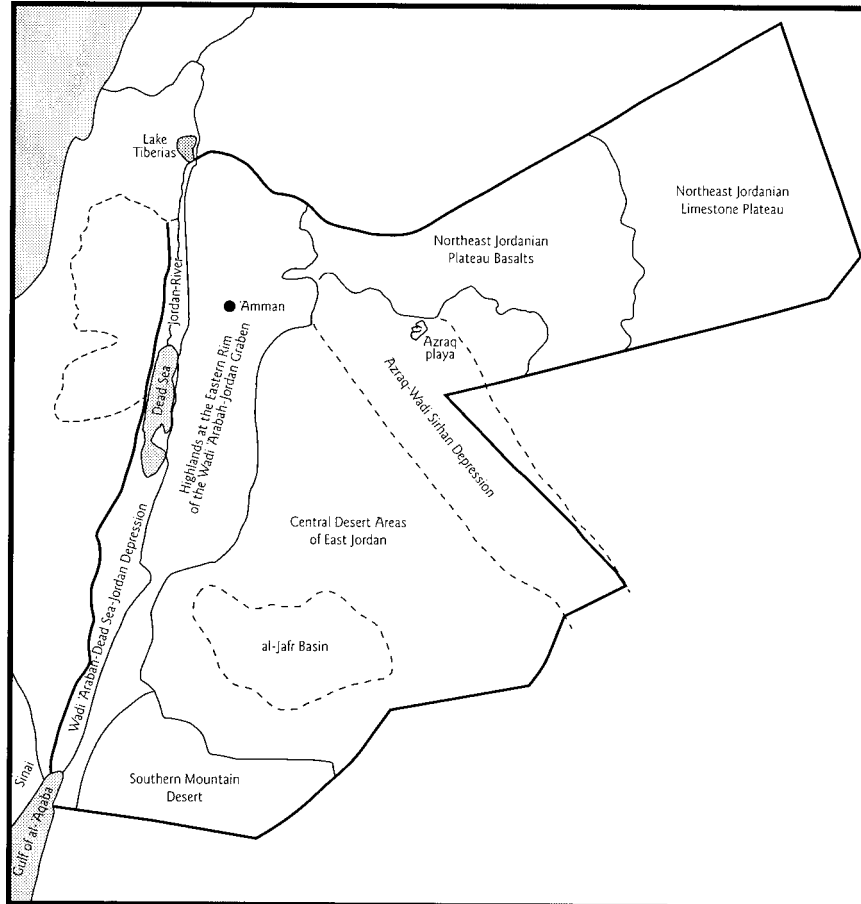 Lake
Tiberias
Northeast Jordanian
Limestone Plateau
Northeast Jordanian
Plateau Basalts
Jordan-River
'Amman
Azraq
playa
Dead Sea
Highlands at the Eastern Rim
of the Wadi 'Arabah-Jordan Graben
Azraq-Wadi Sirhan Depression
Central Desert Areas
of East Jordan
Wadi 'Arabah-Dead Sea-Jordan Depression
al-Jafr Basin
Sinai
Southern Mountain
Desert
Gulf of al-'Aqaba